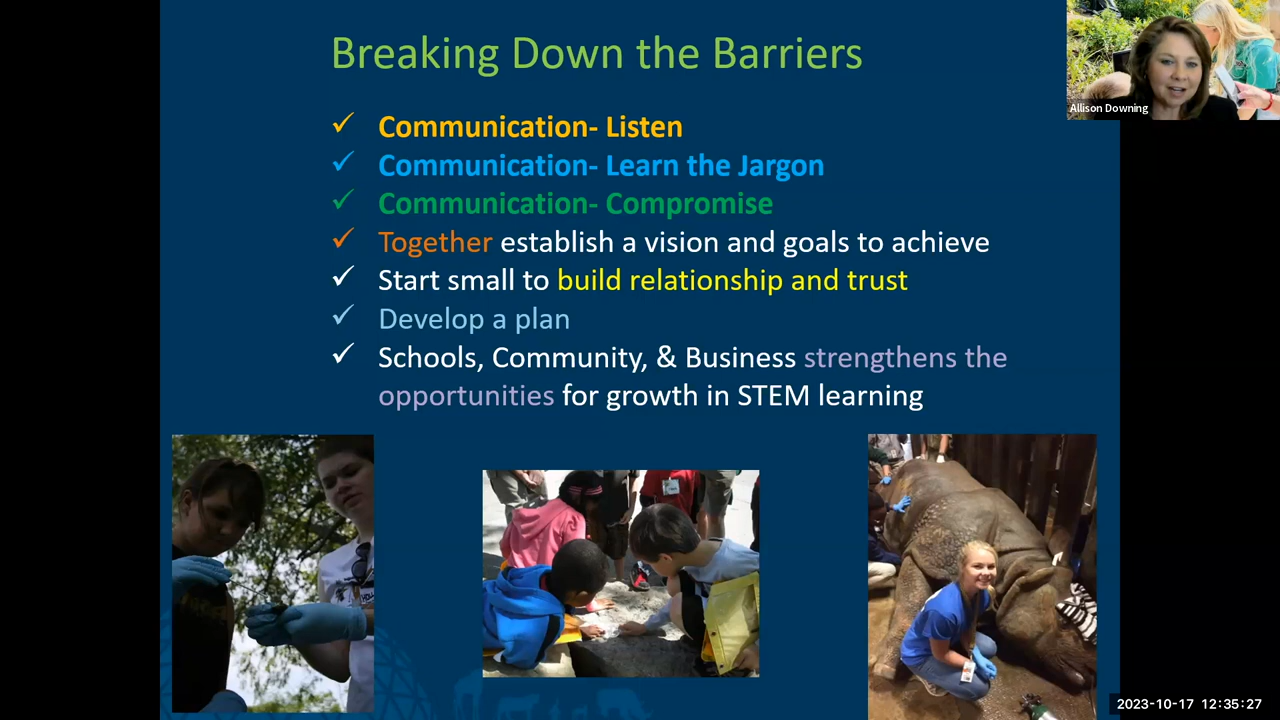 Breaking Down the Barriers
Allison Downing
✓ Communication- Listen
✓ Communication- Learn the Jargon
✓ Communication- Compromise
✓ Together establish a vision and goals to achieve
✓ Start small to build relationship and trust
✓ Develop a plan
✓ Schools, Community, & Business strengthens the
opportunities for growth in STEM learning
2023-10-17 12:35:27